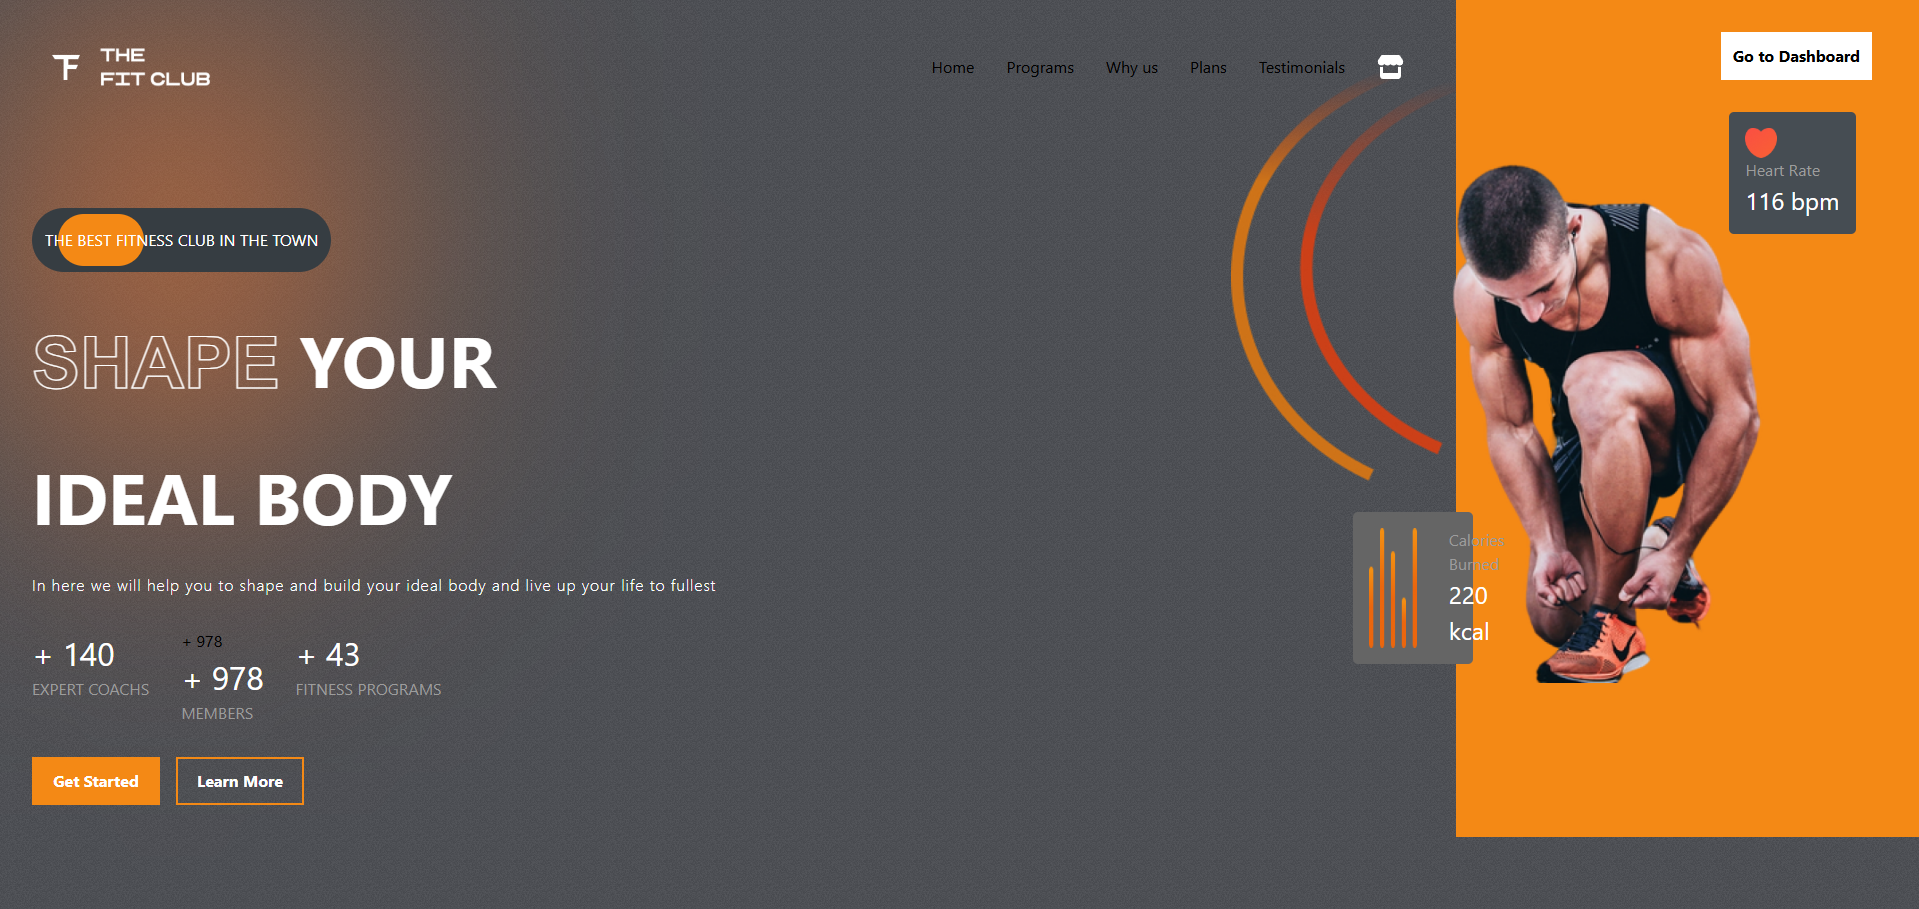 THE
FIT CLUB
Home
Programs
Why us
Plans
Testimonials
Go to Dashboard
Heart Rate
116 bpm
THE BEST FITNESS CLUB IN THE TOWN
SHAPE YOUR
IDEAL BODY
In here we will help you to shape and build your ideal body and live up your life to fullest
+ 140
EXPERT COACHS
+ 978
+ 978
MEMBERS
+ 43
FITNESS PROGRAMS
Get Started
Learn More
Calories
Burned
220
kcal